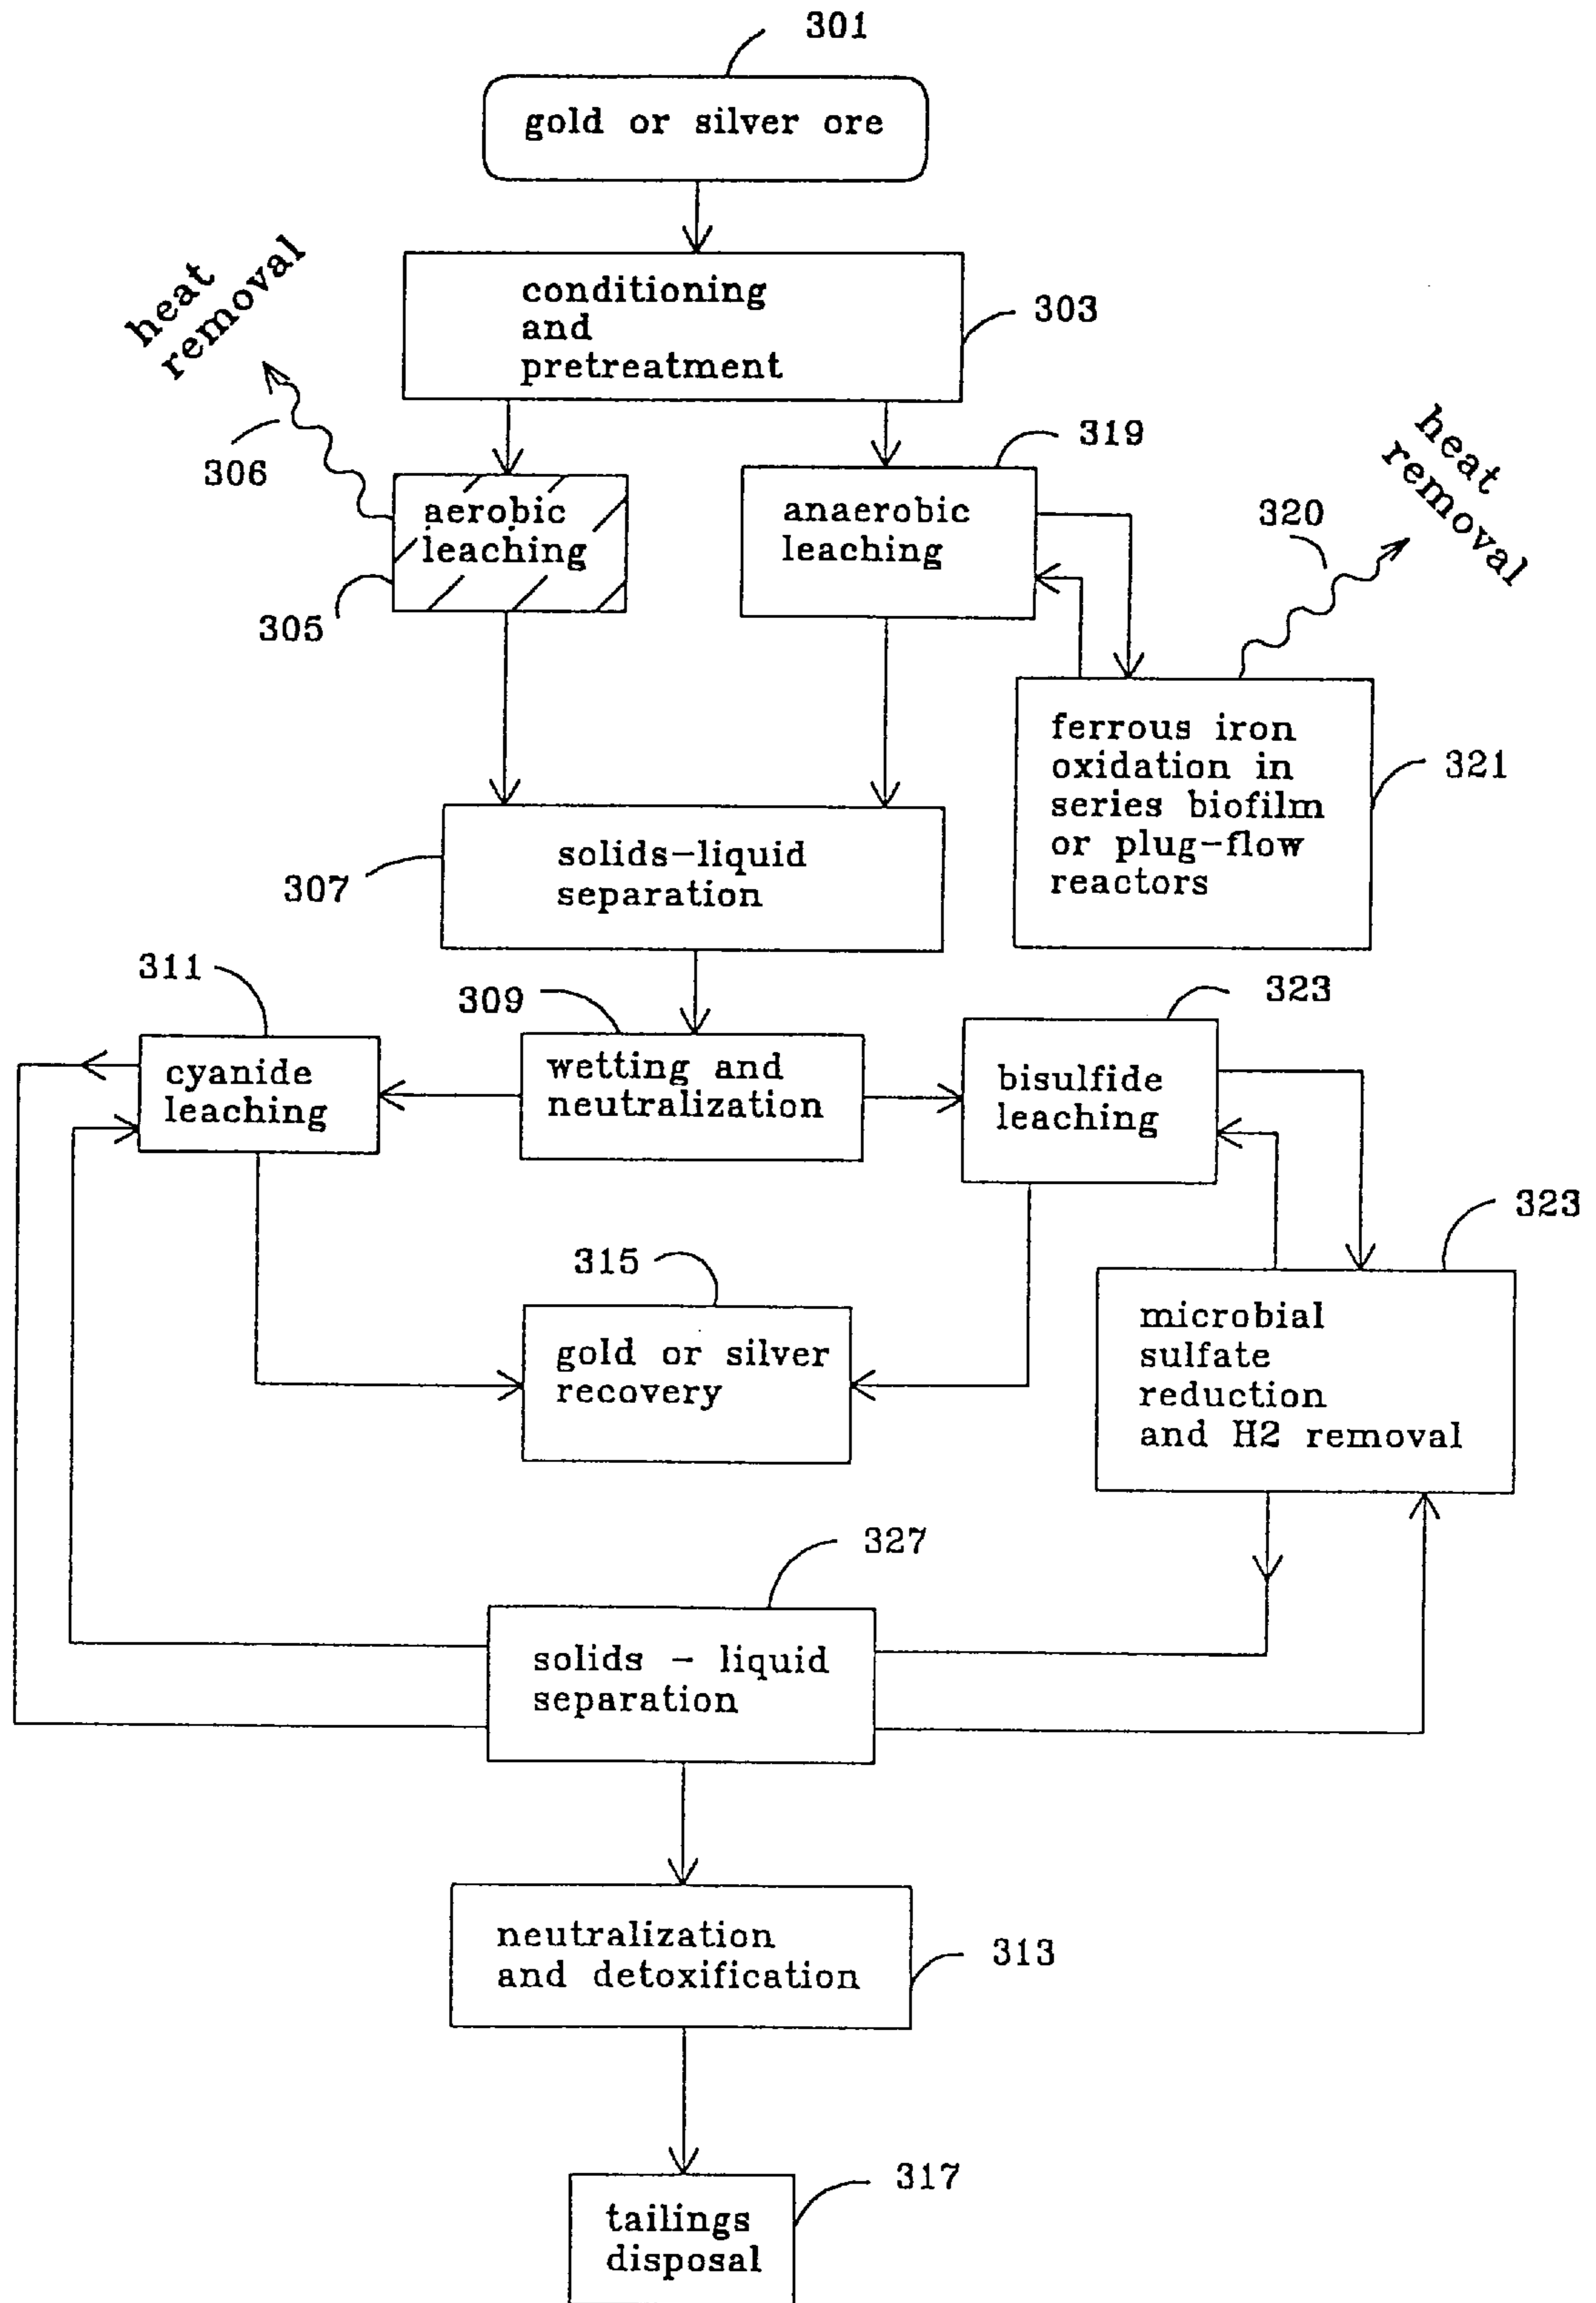 301
gold or silver ore
conditioning
and
pretreatment
303
heat
removal
306
319
heat
removal
320
aerobic
leaching
305
anaerobic
leaching
ferrous iron
oxidation in
series biofilm
or plug-flow
reactors
321
solids-liquid
separation
307
311
309
323
cyanide
leaching
wetting and
neutralization
bisulfide
leaching
323
315
gold or silver
recovery
microbial
sulfate
reduction
and H2 removal
327
solids - liquid
separation
neutralization
and detoxification
313
317
tailings
disposal